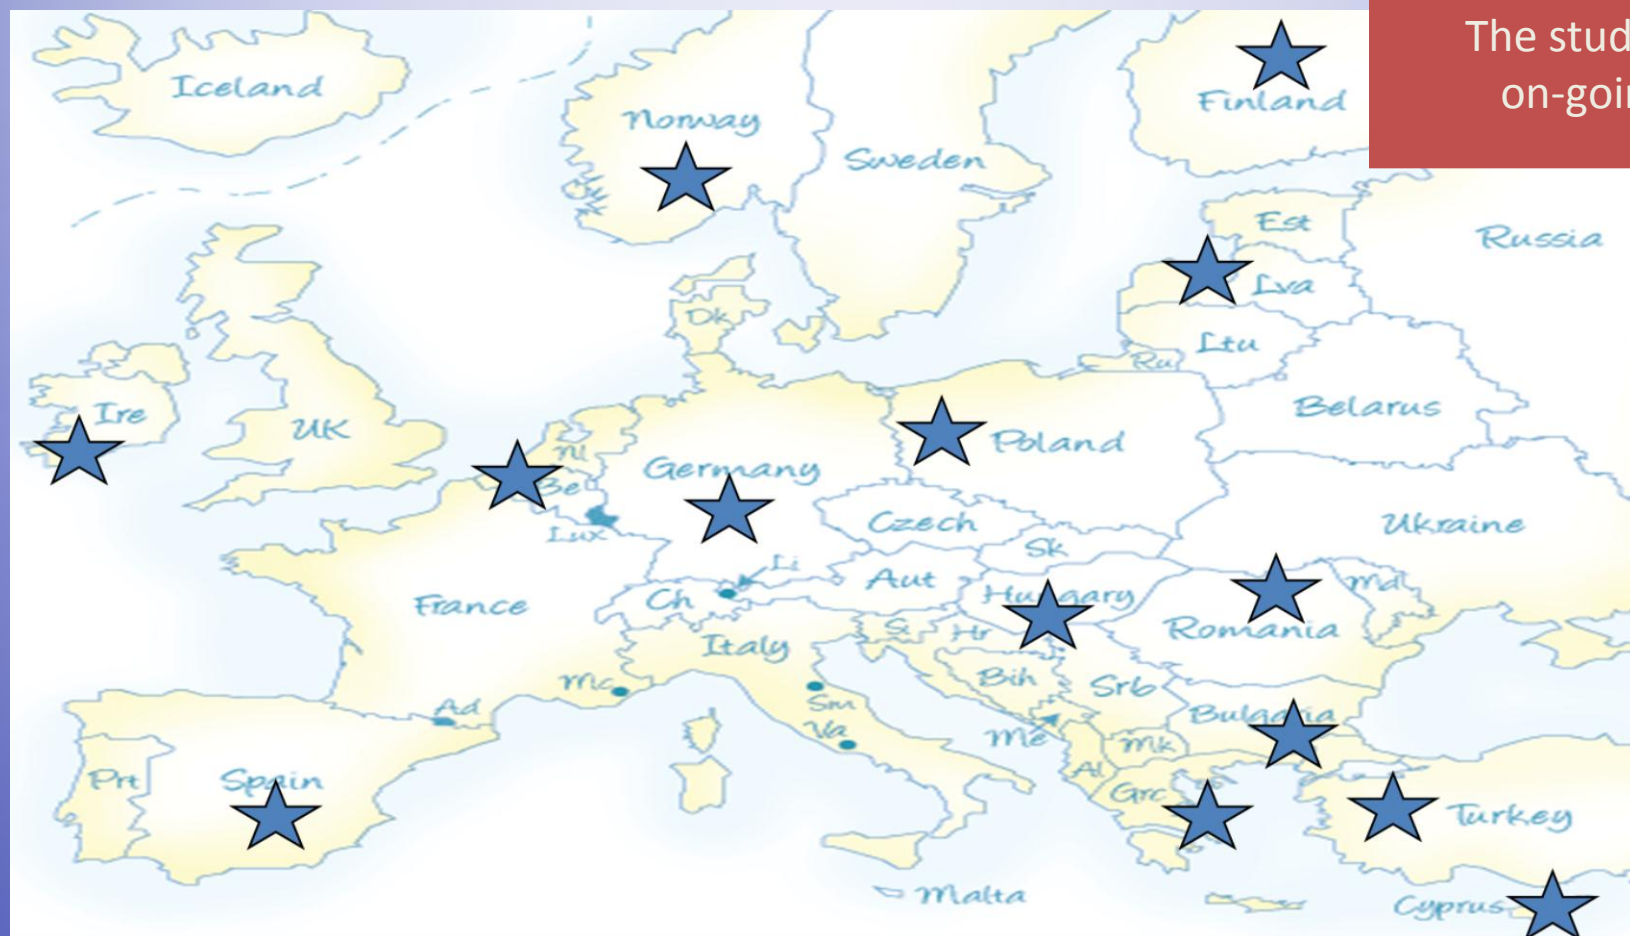 The stud
on-goin
Iceland
Norway
Finland
Sweden
Est
Russia
Lva
Dk
Ltu
Ru
Ire
UK
Belarus
Nl
Poland
Germany
Be
Czech
Ukraine
Lux
Sk
Li
Aut
Md
Ch
Hungary
France
Romania
S
Hr
Italy
Bih
Srb
Mc
Sm
Ad
Bulgaria
Va
Me
Mk
Al
Prt
Spain
Grc
Turkey
Malta
Cyprus